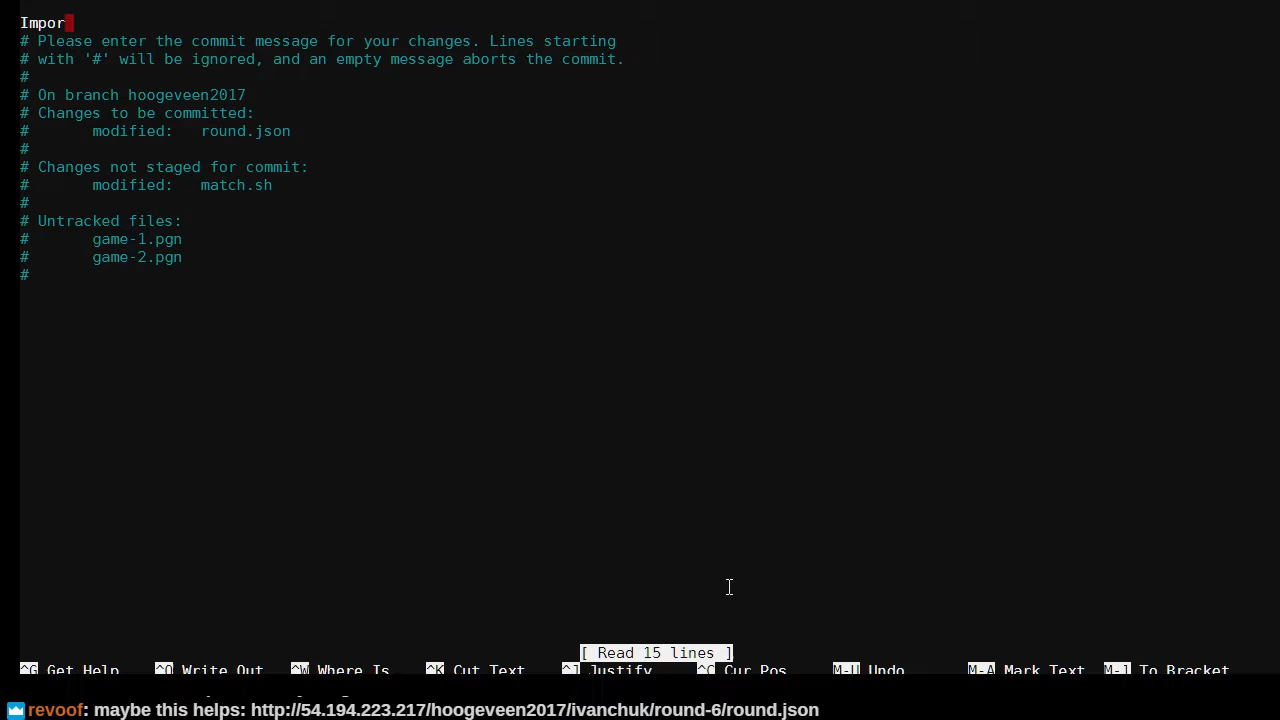 Impor
# Please enter the commit message for your changes. Lines starting
# with '#' will be ignored, and an empty message aborts the commit.
#
# On branch hoogeveen2017
# Changes to be committed:
#       modified:   round.json
#
# Changes not staged for commit:
#       modified:   match.sh
#
# Untracked files:
#       game-1.pgn
#       game-2.pgn
#
[ Read 15 lines ]
^G Get Help ^O Write Out ^W Where Is ^K Cut Text ^J Justify ^C Cur Pos M-U Undo M-A Mark Text M-] To Bracket
revoof: maybe this helps: http://54.194.223.217/hoogeveen2017/ivanchuk/round-6/round.json